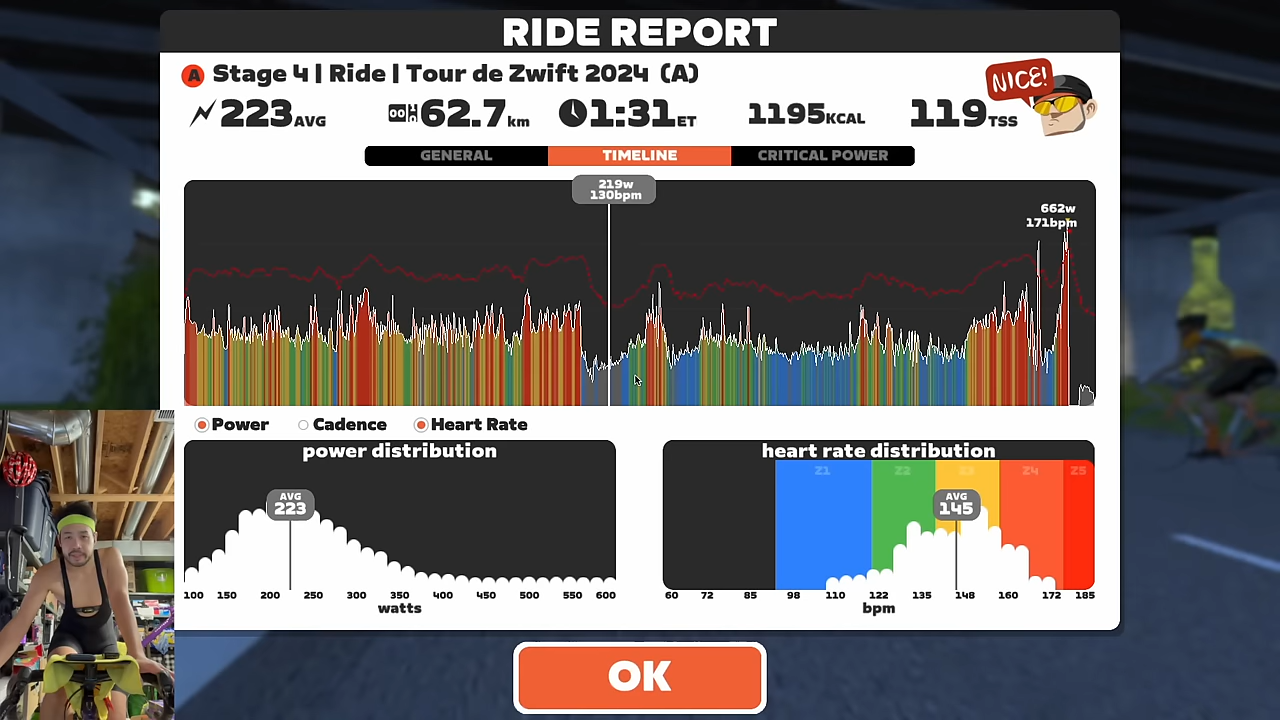 RIDE REPORT
A Stage 4 | Ride | Tour de Zwift 2024 (A)
NICE!
223AVG 62.7km 1:31ET 1195KCAL 119TSS
GENERAL TIMELINE CRITICAL POWER
219w
130bpm
662w
171bpm
Power Cadence Heart Rate
power distribution
AVG
223
100 150 200 250 300 350 400 450 500 550 600
watts
heart rate distribution
Z1 Z2 Z3 Z4 Z5
AVG
145
60 72 85 98 110 122 135 148 160 172 185
bpm
OK